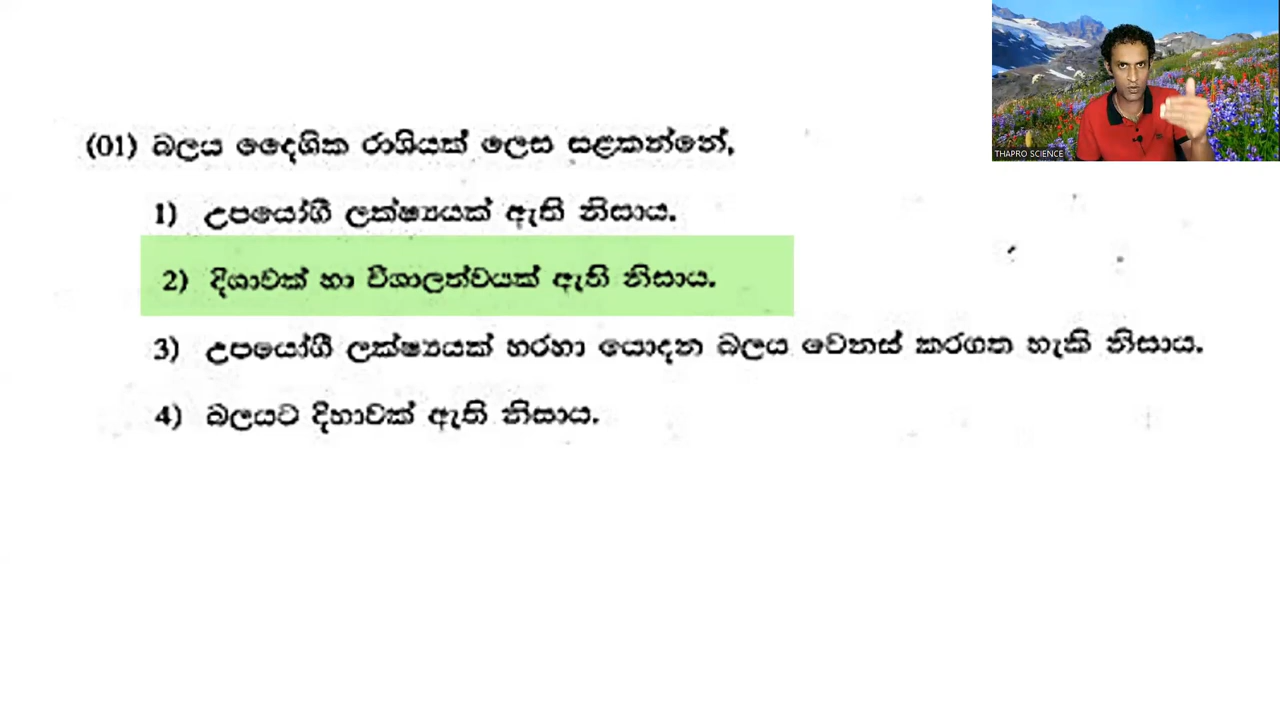 (01) බලය දෛශික රාශියක් ලෙස සළකන්නේ,
1) උපයෝගී ලක්ෂ්‍යයක් ඇති නිසාය.
2) දිශාවක් හා විශාලත්වයක් ඇති නිසාය.
3) උපයෝගී ලක්ෂ්‍යයක් හරහා යොදන බලය වෙනස් කරගත හැකි නිසාය.
4) බලයට දිහාවක් ඇති නිසාය.
THAPRO SCIENCE